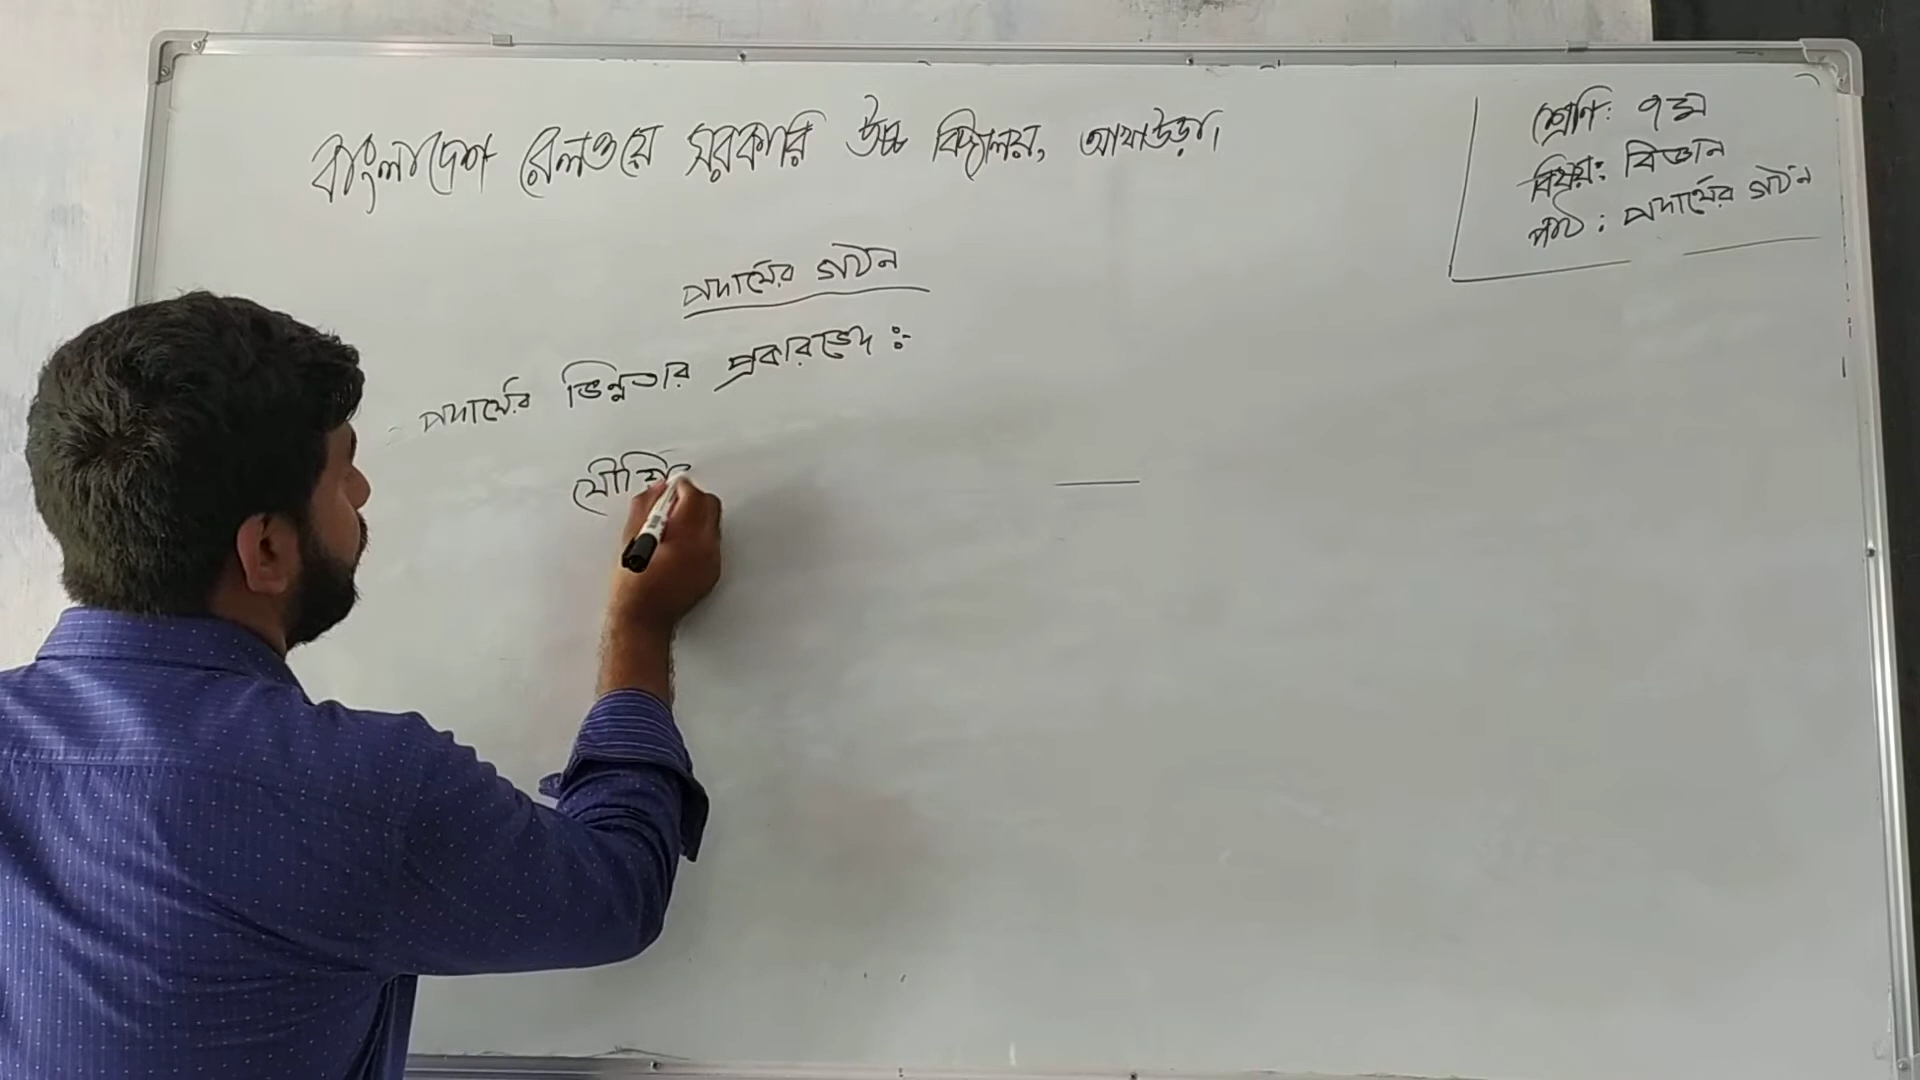 বাংলাদেশ রেলওয়ে সরকারি উচ্চ বিদ্যালয়, আখাউড়া।
শ্রেণি: ৭ম
বিষয়: বিজ্ঞান
পাঠ: পদার্থের গঠন
পদার্থের গঠন
পদার্থের ভিন্নতার প্রকারভেদ :-